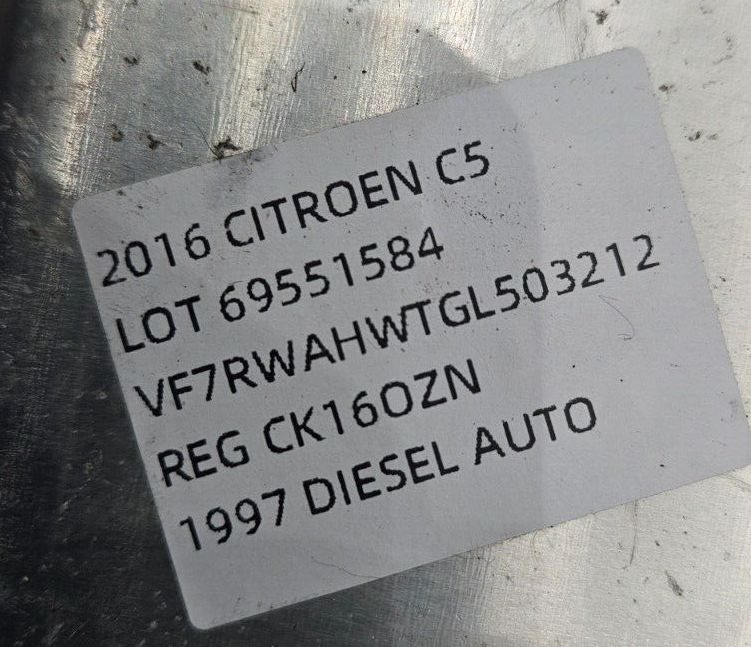 2016 CITROEN C5
LOT 69551584
VF7RWAHWTGL503212
REG CK16OZN
1997 DIESEL AUTO